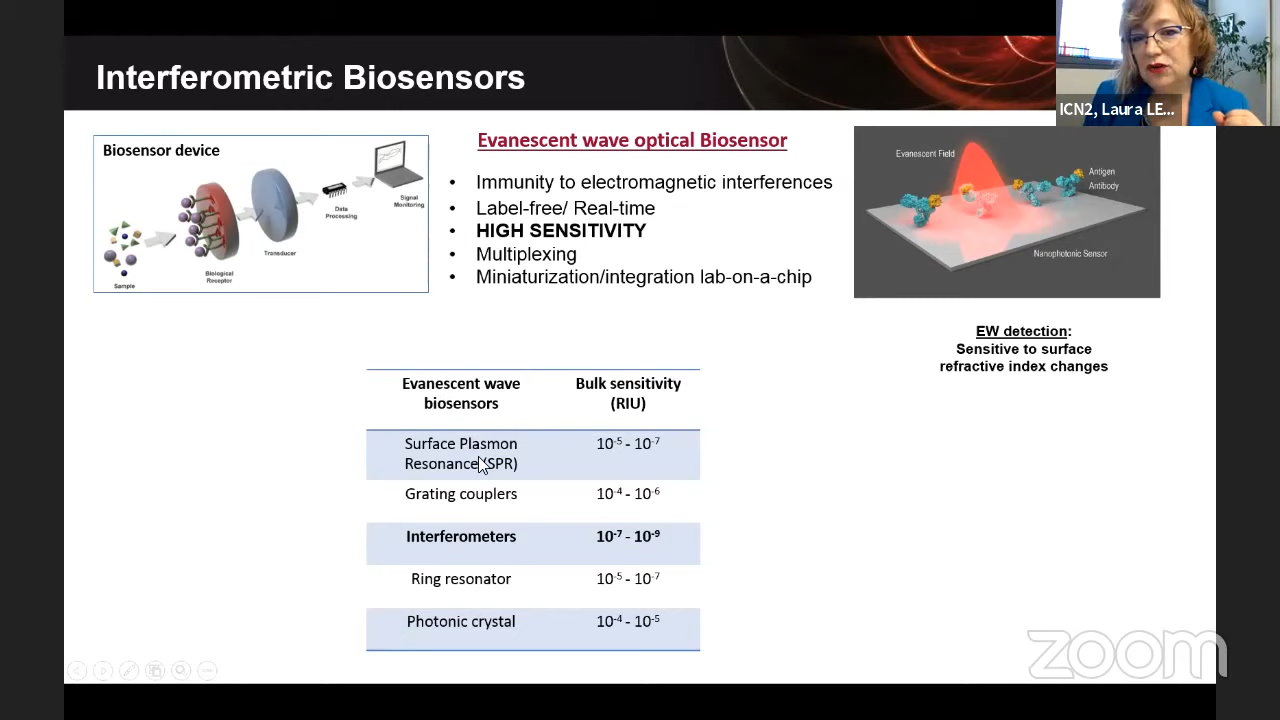 Interferometric Biosensors
ICN2, Laura LE...
Biosensor device
Sample
Biological
Receptor
Transducer
Data
Processing
Signal
Monitoring
Evanescent wave optical Biosensor
• Immunity to electromagnetic interferences
• Label-free/ Real-time
• HIGH SENSITIVITY
• Multiplexing
• Miniaturization/integration lab-on-a-chip
Evanescent Field
Antigen
Antibody
Nanophotonic Sensor
EW detection:
Sensitive to surface
refractive index changes
Evanescent wave
biosensors
Bulk sensitivity
(RIU)
Surface Plasmon
Resonance (SPR)
10⁻⁵ - 10⁻⁷
Grating couplers
10⁻⁴ - 10⁻⁶
Interferometers
10⁻⁷ - 10⁻⁹
Ring resonator
10⁻⁵ - 10⁻⁷
Photonic crystal
10⁻⁴ - 10⁻⁵
zoom